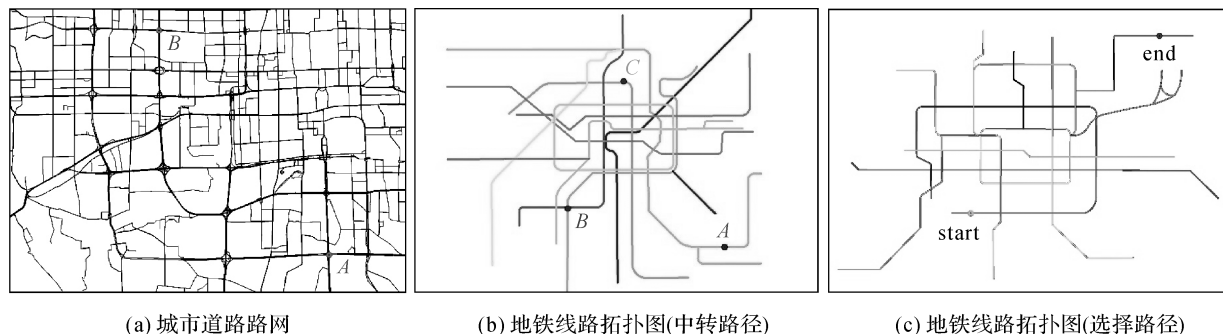 B
A
C
B
A
end
start
(a) 城市道路路网
(b) 地铁线路拓扑图(中转路径)
(c) 地铁线路拓扑图(选择路径)